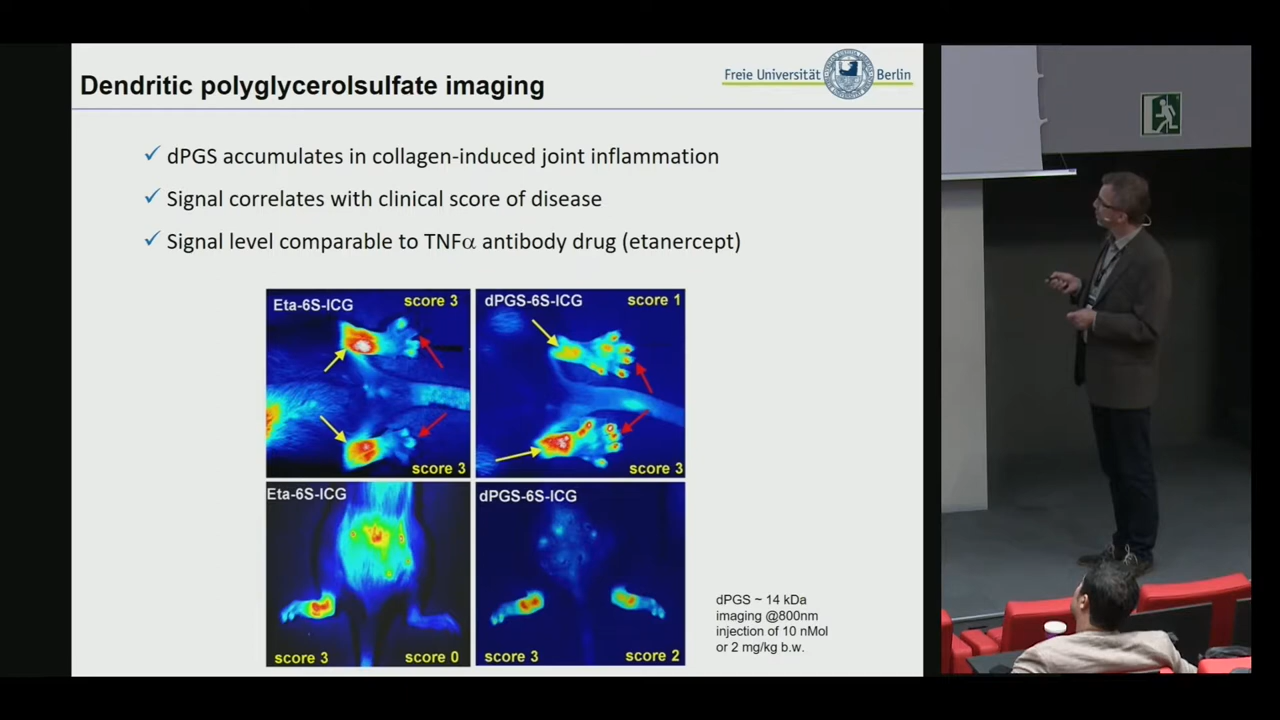 Dendritic polyglycerolsulfate imaging
Freie Universität Berlin
✓ dPGS accumulates in collagen-induced joint inflammation
✓ Signal correlates with clinical score of disease
✓ Signal level comparable to TNFα antibody drug (etanercept)
Eta-6S-ICG score 3
score 3
dPGS-6S-ICG score 1
score 3
Eta-6S-ICG
score 3 score 0
dPGS-6S-ICG
score 3 score 2
dPGS ~ 14 kDa
imaging @800nm
injection of 10 nMol
or 2 mg/kg b.w.